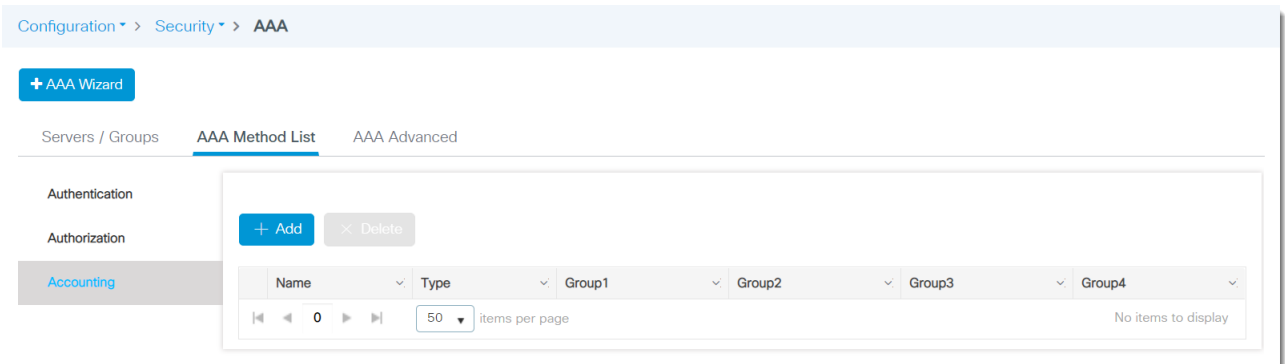 Configuration > Security > AAA
+ AAA Wizard
Servers / Groups AAA Method List AAA Advanced
Authentication
Authorization
Accounting
+ Add × Delete
Name Type Group1 Group2 Group3 Group4
0 50 items per page No items to display